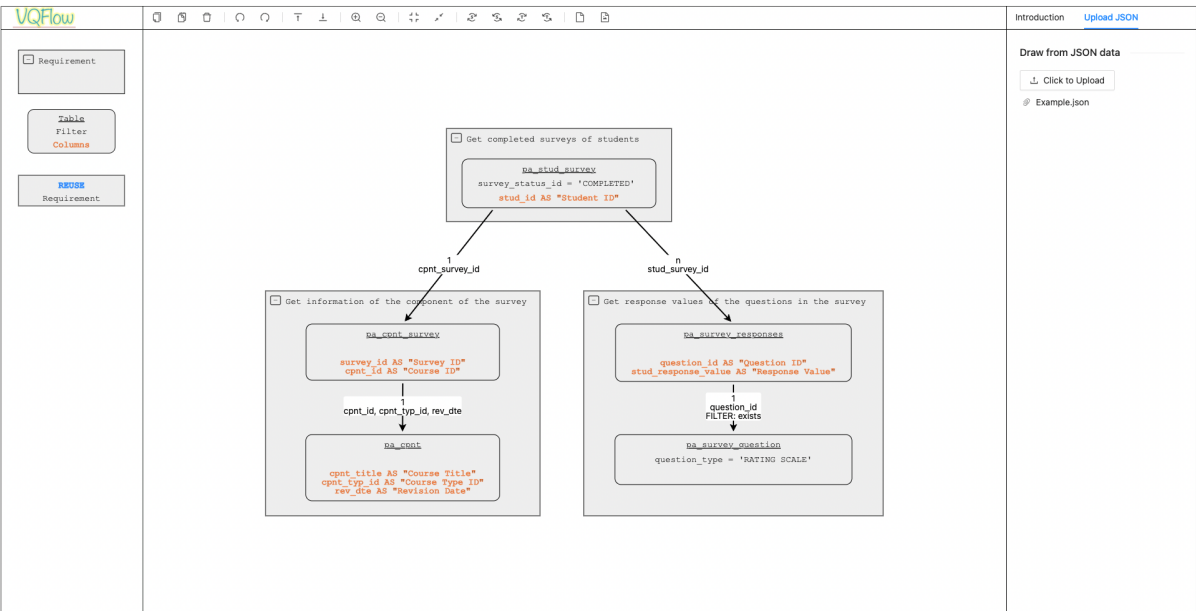 VQFlow
Introduction
Upload JSON
Requirement
Table
Filter
Columns
REUSE
Requirement
Draw from JSON data
Click to Upload
Example.json
Get completed surveys of students
pa_stud_survey
survey_status_id = 'COMPLETED'
stud_id AS "Student ID"
1
cpnt_survey_id
n
stud_survey_id
Get information of the component of the survey
pa_cpnt_survey
survey_id AS "Survey ID"
cpnt_id AS "Course ID"
1
cpnt_id, cpnt_typ_id, rev_dte
pa_cpnt
cpnt_title AS "Course Title"
cpnt_typ_id AS "Course Type ID"
rev_dte AS "Revision Date"
Get response values of the questions in the survey
pa_survey_responses
question_id AS "Question ID"
stud_response_value AS "Response Value"
1
question_id
FILTER: exists
pa_survey_question
question_type = 'RATING SCALE'